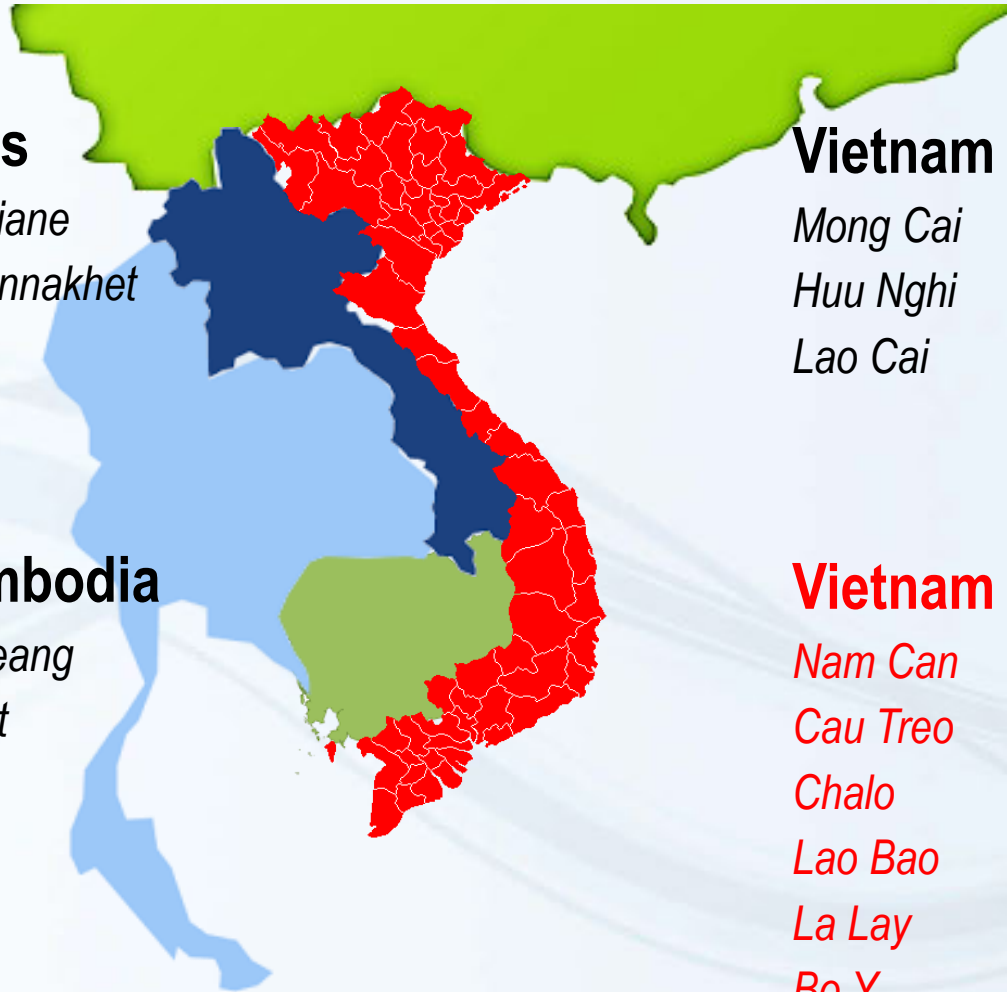 s
iane
nnakhet
mbodia
eang
t
Vietnam
Mong Cai
Huu Nghi
Lao Cai
Vietnam
Nam Can
Cau Treo
Chalo
Lao Bao
La Lay
Bo Y